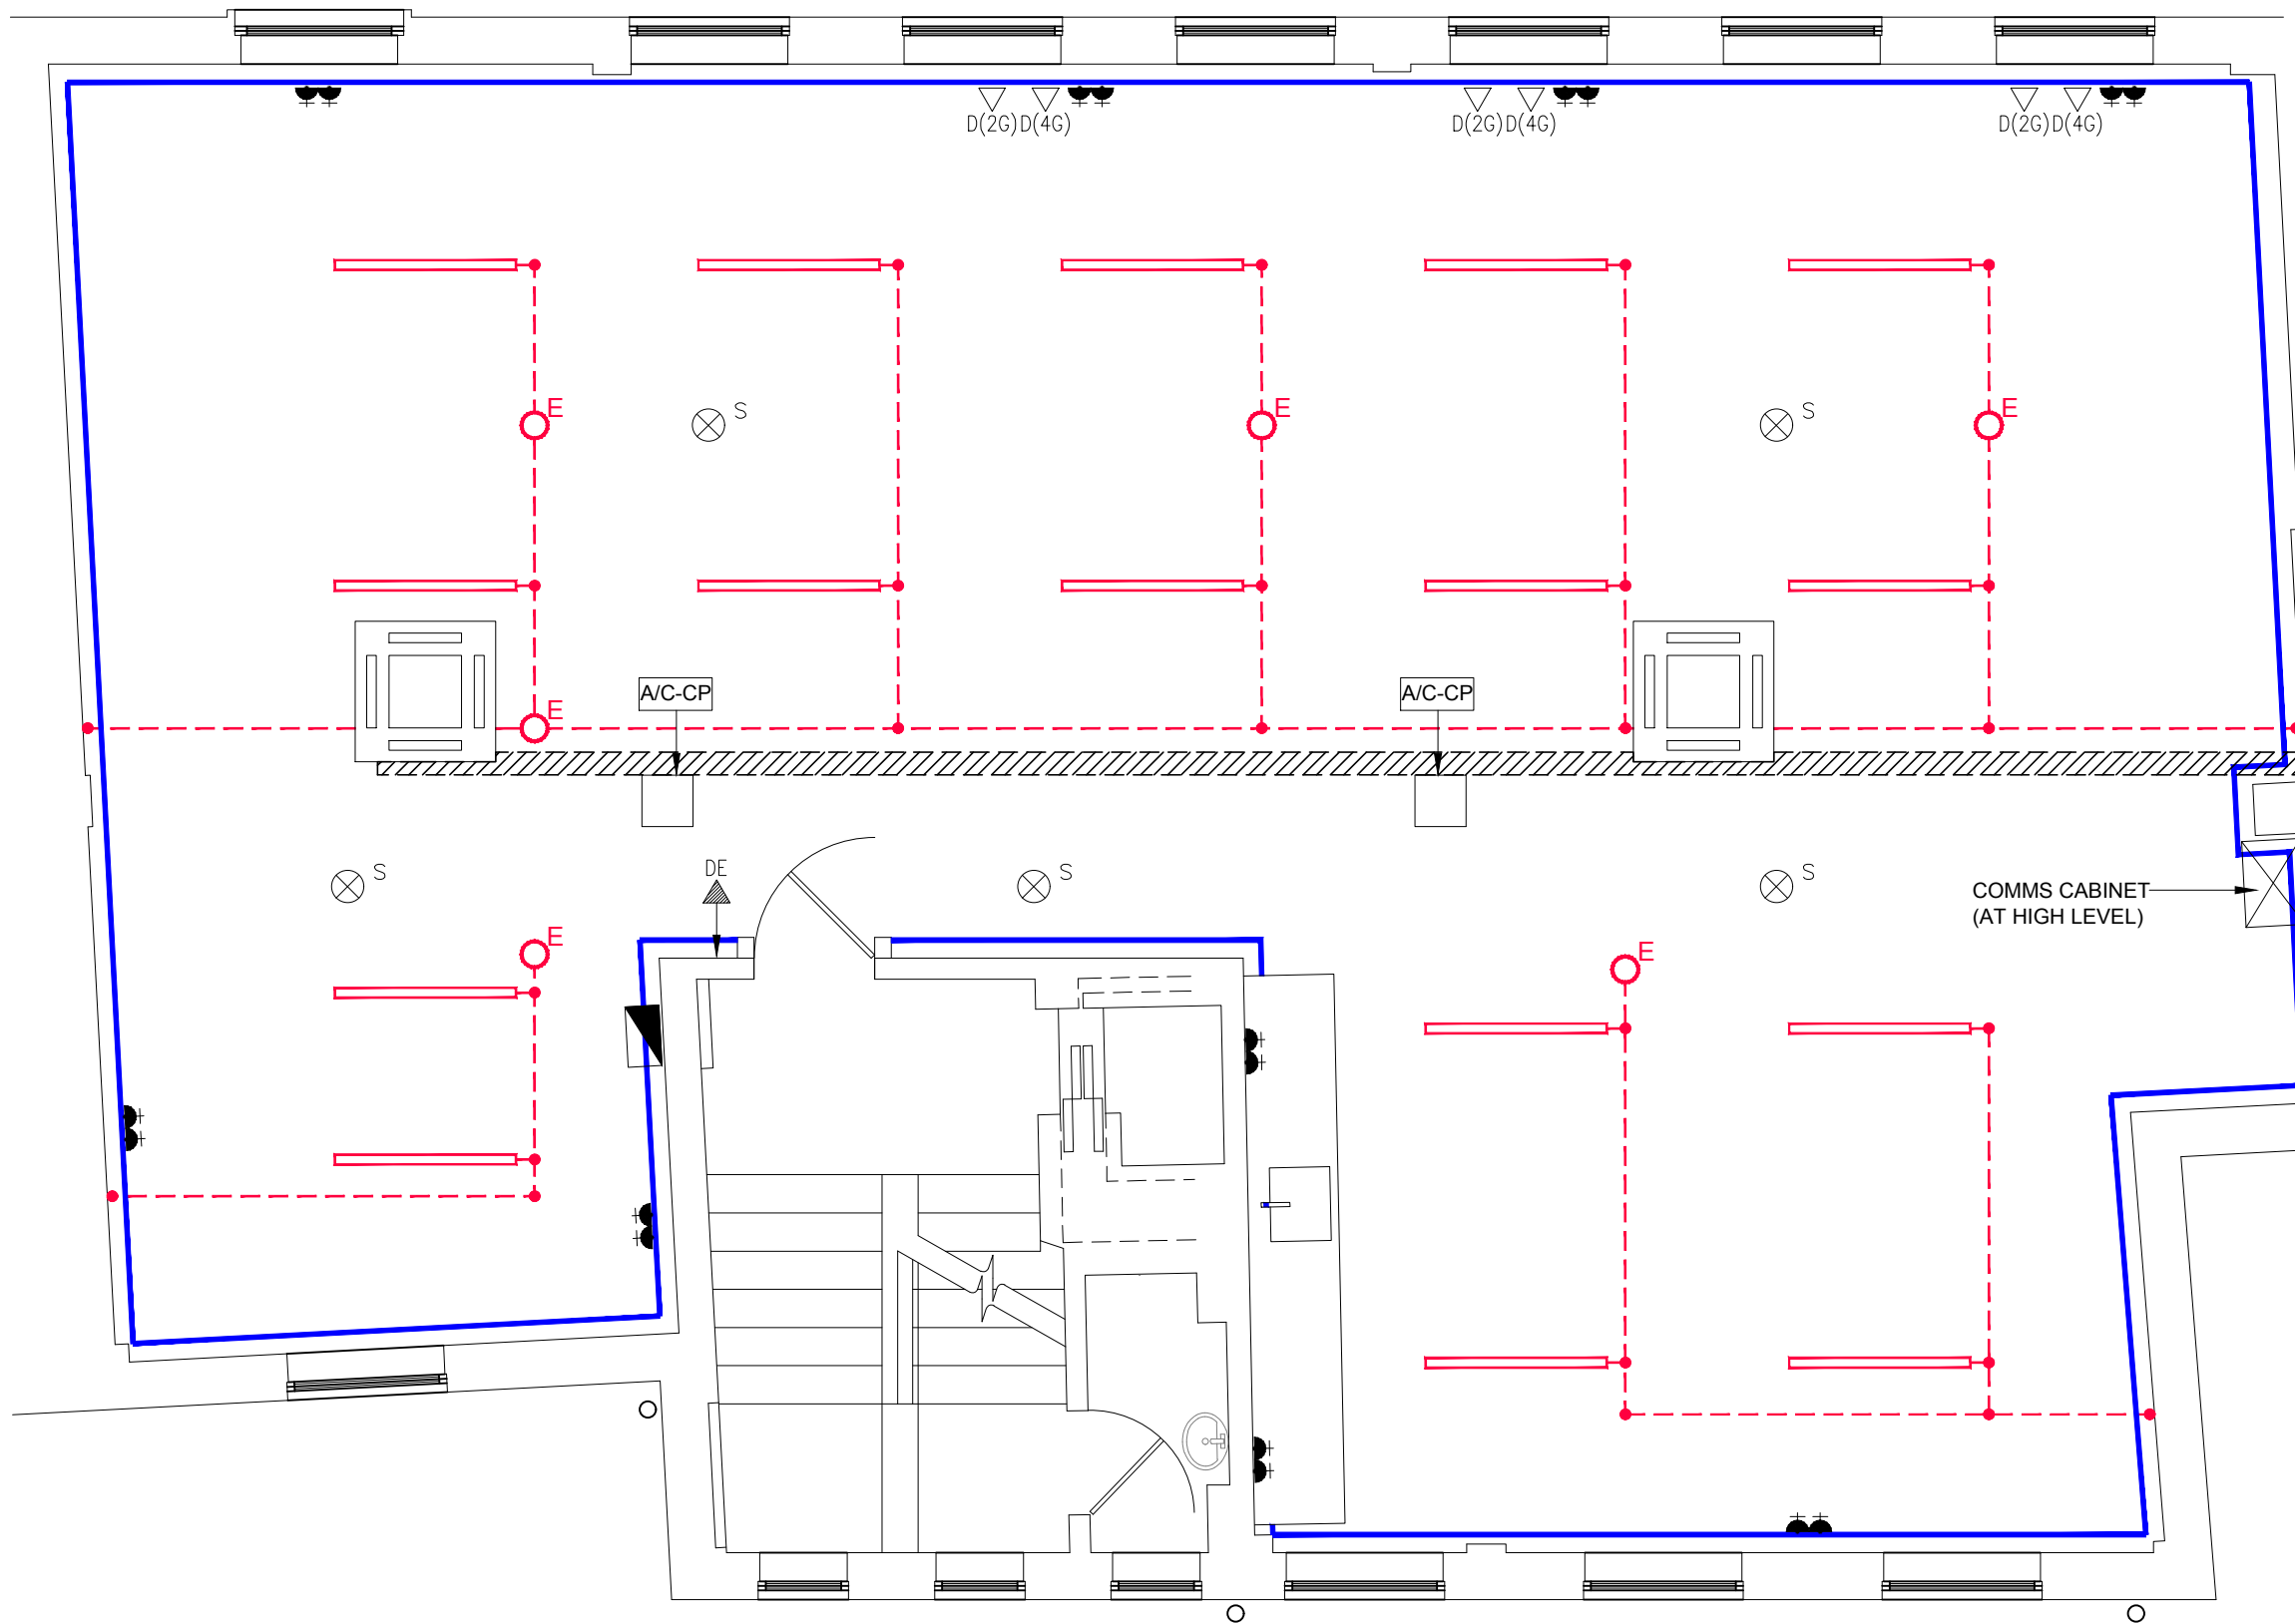 D(2G) D(4G) D(2G) D(4G) D(2G) D(4G)
E S E S E
A/C-CP A/C-CP
E
DE
S S S
COMMS CABINET
(AT HIGH LEVEL)
E E